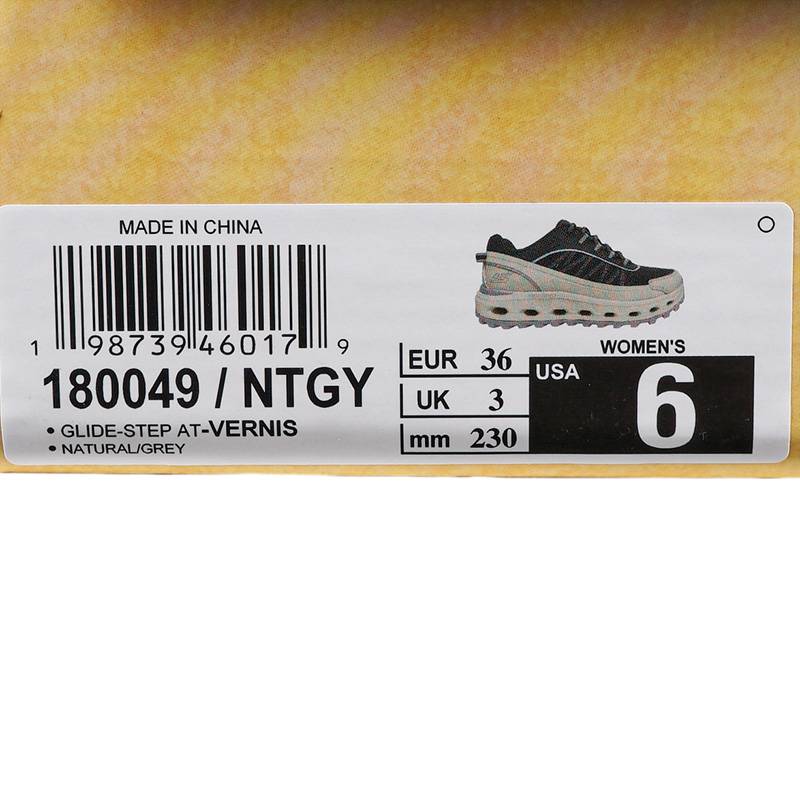 MADE IN CHINA
1 98739 46017 9
180049 / NTGY
• GLIDE-STEP AT-VERNIS
• NATURAL/GREY
EUR 36
UK 3
mm 230
WOMEN'S
USA 6